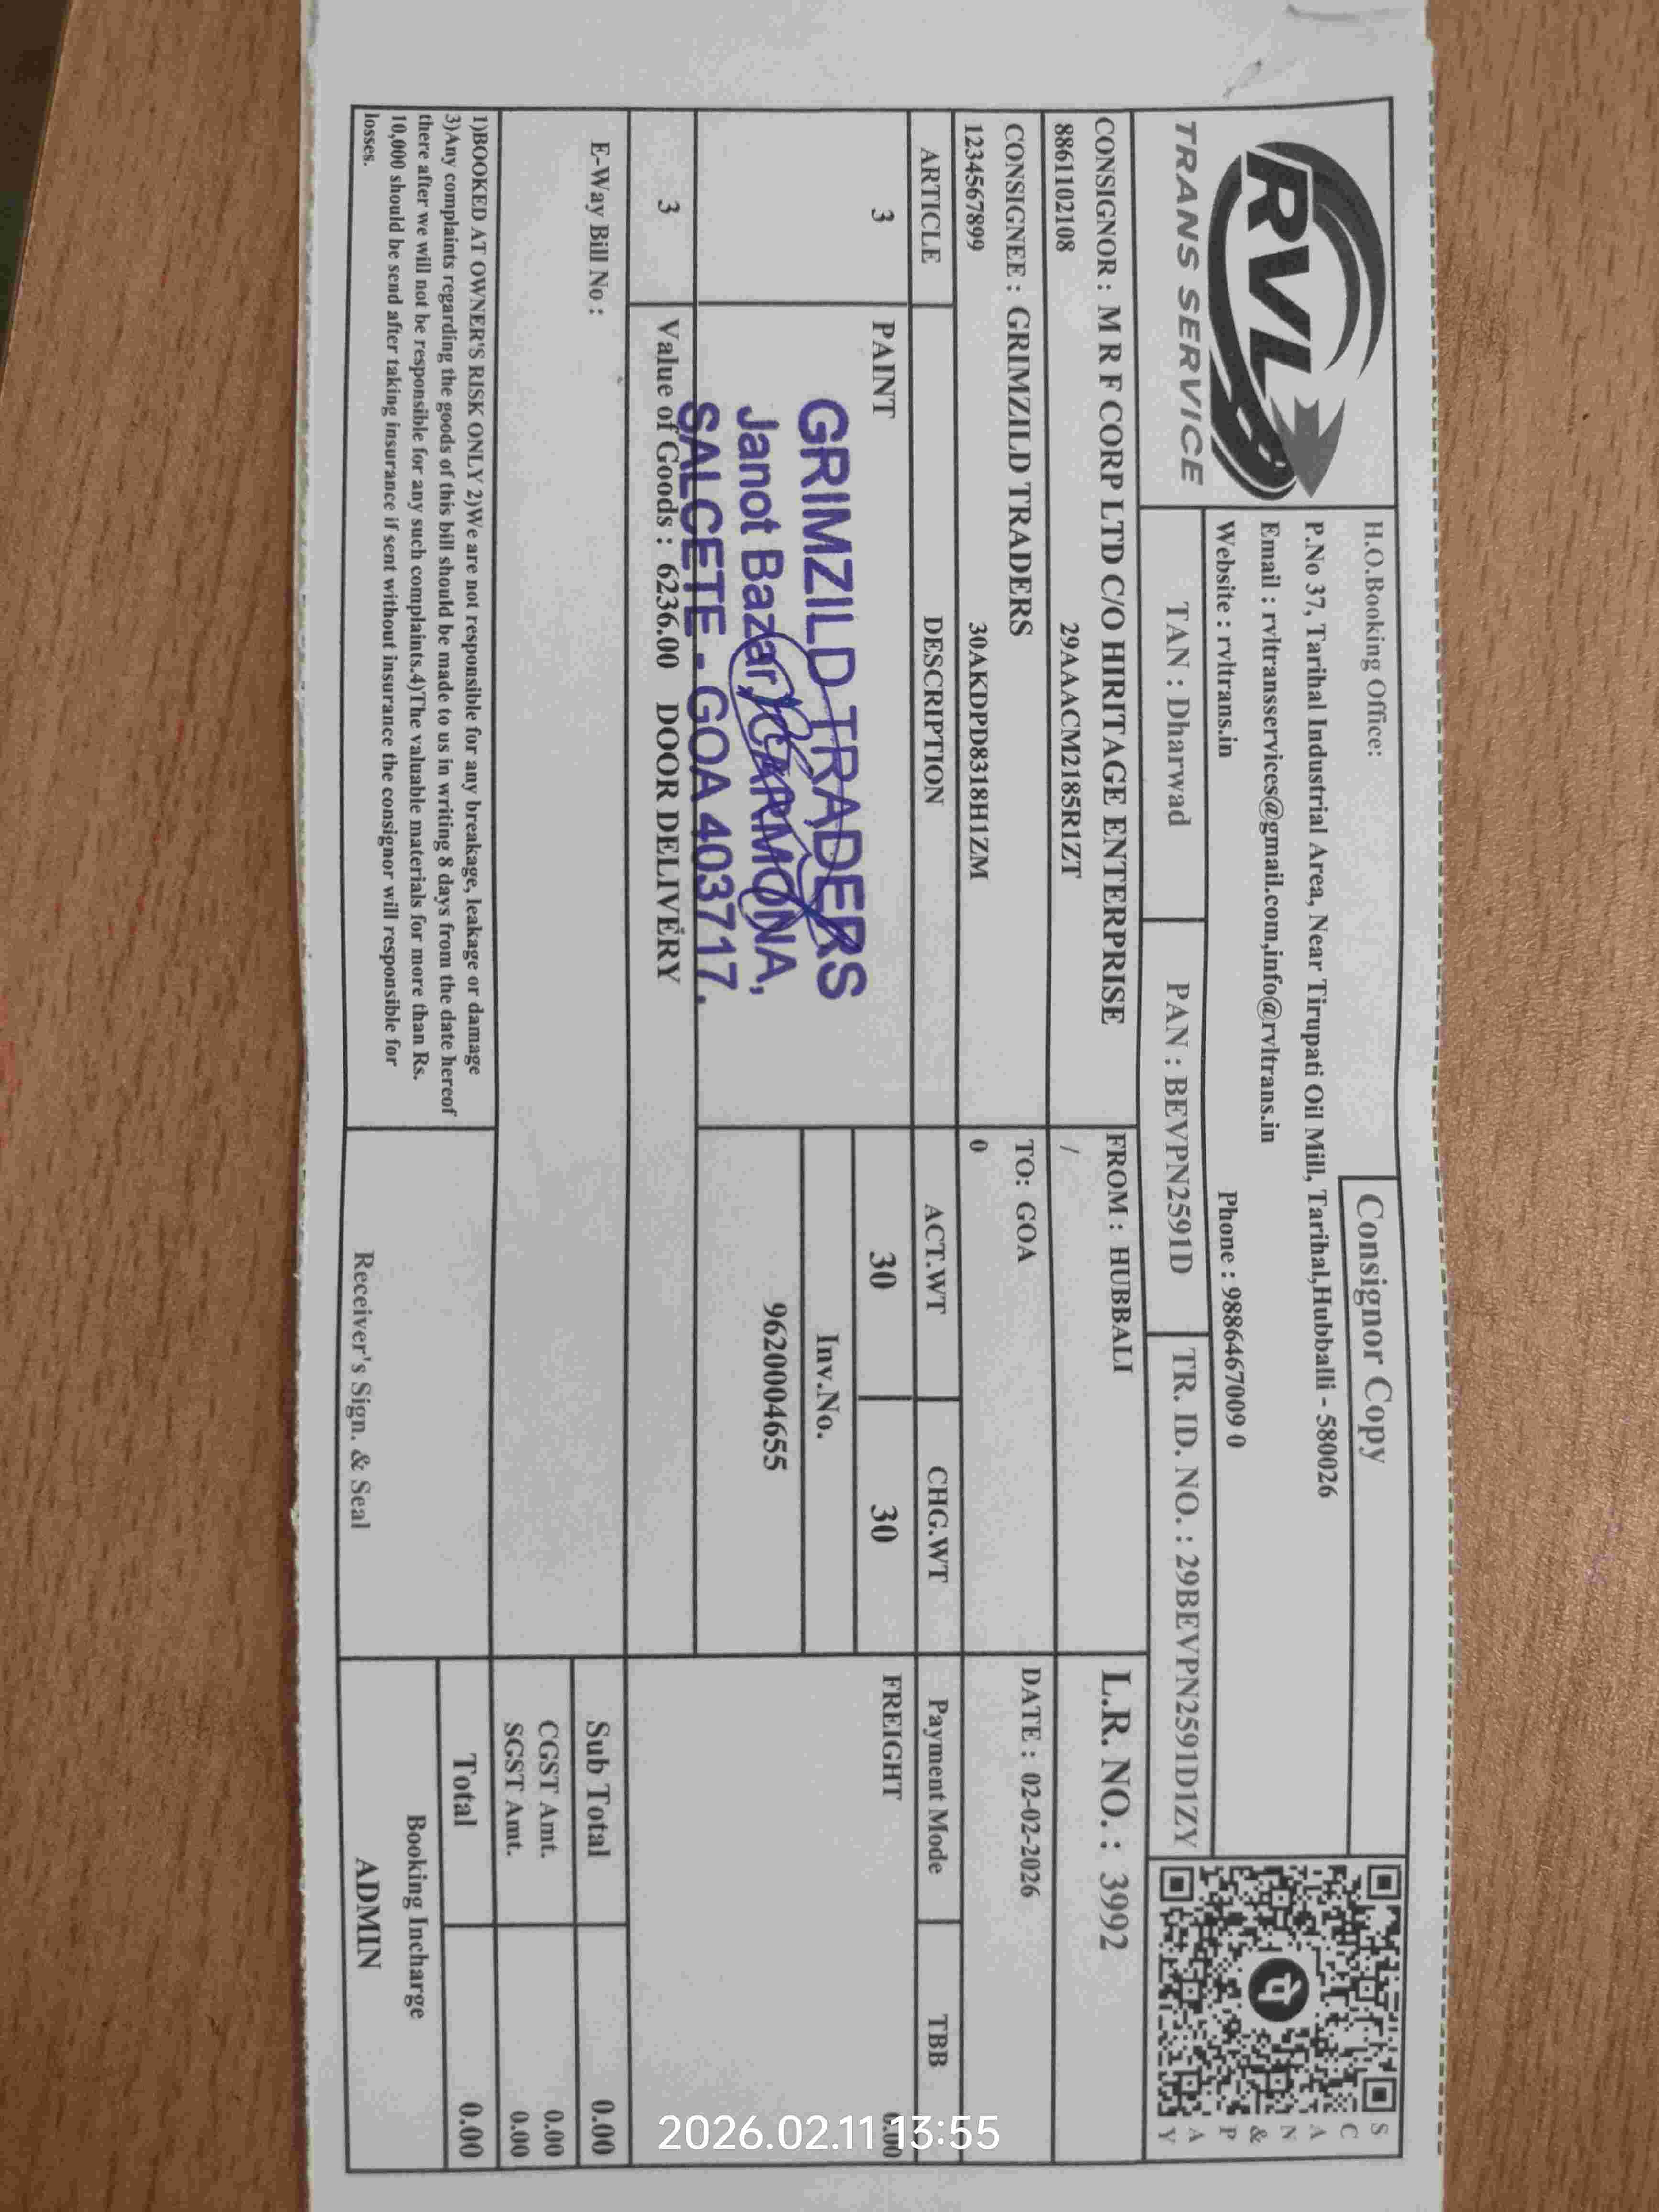 RVL
TRANS SERVICE
H.O.Booking Office:
Consignor Copy
P.No 37, Tarihal Industrial Area, Near Tirupati Oil Mill, Tarihal,Hubballi - 580026
Email : rvltransservices@gmail.com,info@rvltrans.in
Website : rvltrans.in Phone : 9886467009 0
TAN : Dharwad PAN : BEVPN2591D TR. ID. NO. : 29BEVPN2591D1ZY
SCAN & PAY
CONSIGNOR : M R F CORP LTD C/O HIRITAGE ENTERPRISE FROM : HUBBALI L.R. NO. : 3992
8861102108 29AAACM2185R1ZT /
CONSIGNEE : GRIMZILD TRADERS TO: GOA DATE : 02-02-2026
1234567899 30AKDPD8318H1ZM 0
ARTICLE DESCRIPTION ACT.WT CHG.WT Payment Mode TBB
3 PAINT 30 30 FREIGHT 0.00
Inv.No.
9620004655
GRIMZILD TRADERS
Janot Bazar, CARMONA,
SALCETE - GOA 403717.
3 Value of Goods : 6236.00 DOOR DELIVERY
E-Way Bill No :
Sub Total 0.00
CGST Amt. 0.00
SGST Amt. 0.00
Total 0.00
1)BOOKED AT OWNER'S RISK ONLY 2)We are not responsible for any breakage, leakage or damage
3)Any complaints regarding the goods of this bill should be made to us in writing 8 days from the date hereof
there after we will not be responsible for any such complaints.4)The valuable materials for more than Rs.
10,000 should be send after taking insurance if sent without insurance the consignor will responsible for
losses.
Receiver's Sign. & Seal
Booking Incharge
ADMIN
2026.02.11 13:55